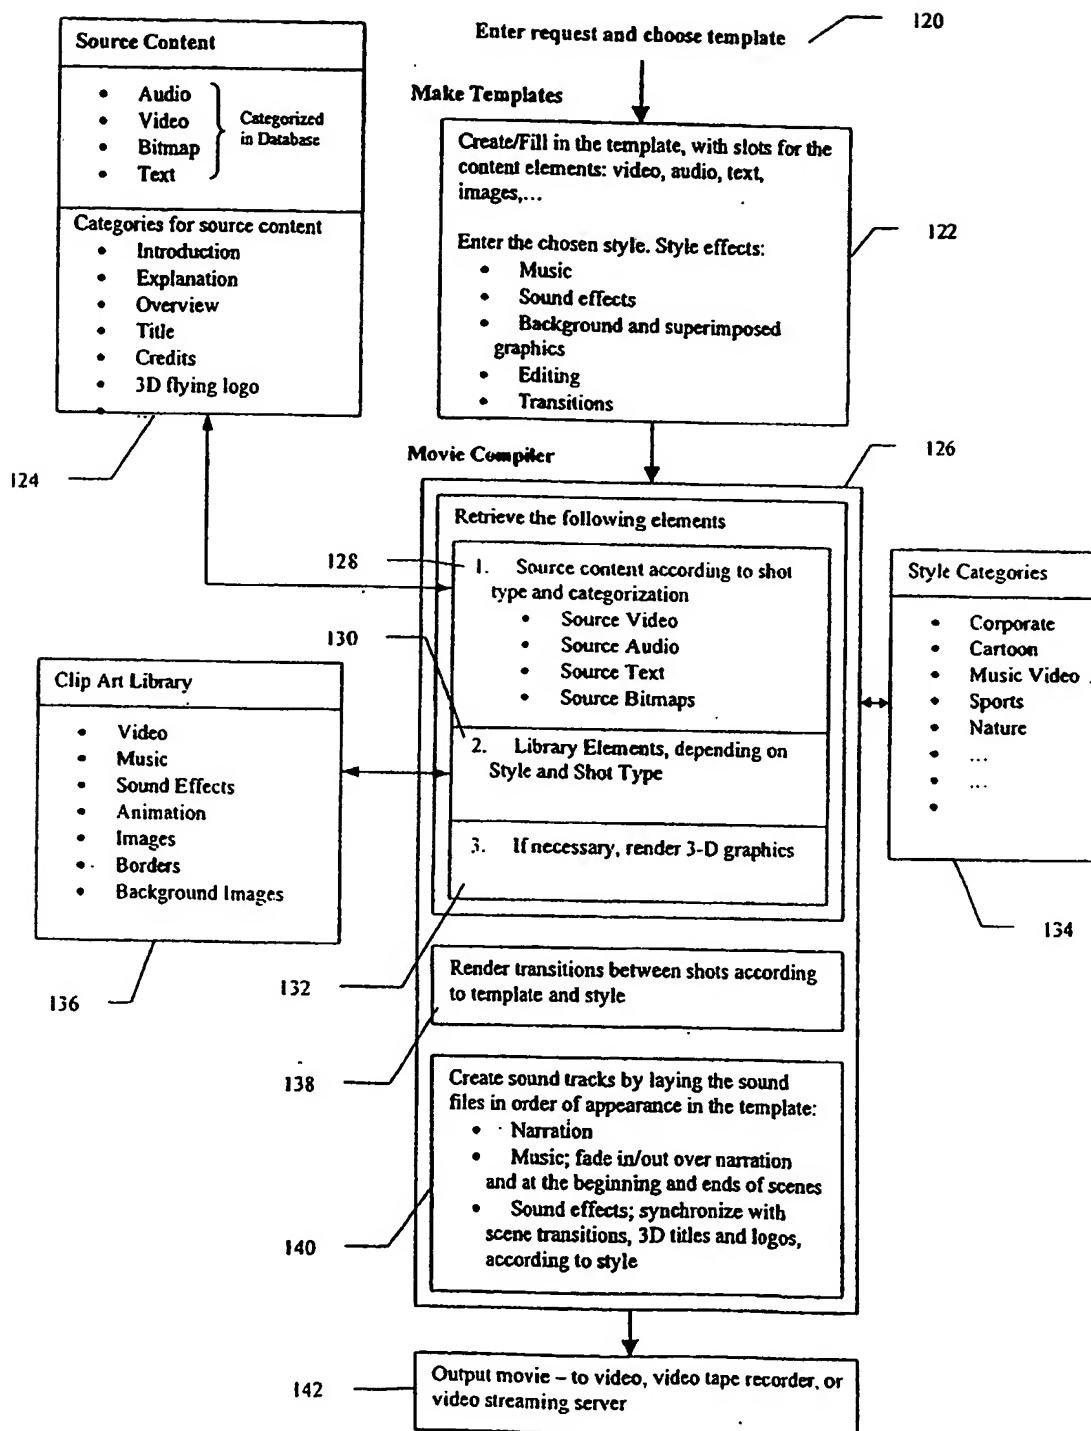 120
Enter request and choose template
Make Templates
Create/Fill in the template, with slots for the
content elements: video, audio, text,
images,...
Enter the chosen style. Style effects:
• Music
• Sound effects
• Background and superimposed
graphics
• Editing
• Transitions
122
Source Content
• Audio
• Video
• Bitmap
• Text
Categorized
in Database
Categories for source content
• Introduction
• Explanation
• Overview
• Title
• Credits
• 3D flying logo
• ...
124
Movie Compiler
126
Retrieve the following elements
128
1. Source content according to shot
type and categorization
• Source Video
• Source Audio
• Source Text
• Source Bitmaps
130
2. Library Elements, depending on
Style and Shot Type
3. If necessary, render 3-D graphics
132
Style Categories
• Corporate
• Cartoon
• Music Video
• Sports
• Nature
• ...
• ...
•
134
Clip Art Library
• Video
• Music
• Sound Effects
• Animation
• Images
• Borders
• Background Images
136
Render transitions between shots according
to template and style
138
Create sound tracks by laying the sound
files in order of appearance in the template:
• Narration
• Music; fade in/out over narration
and at the beginning and ends of scenes
• Sound effects; synchronize with
scene transitions, 3D titles and logos,
according to style
140
Output movie – to video, video tape recorder, or
video streaming server
142